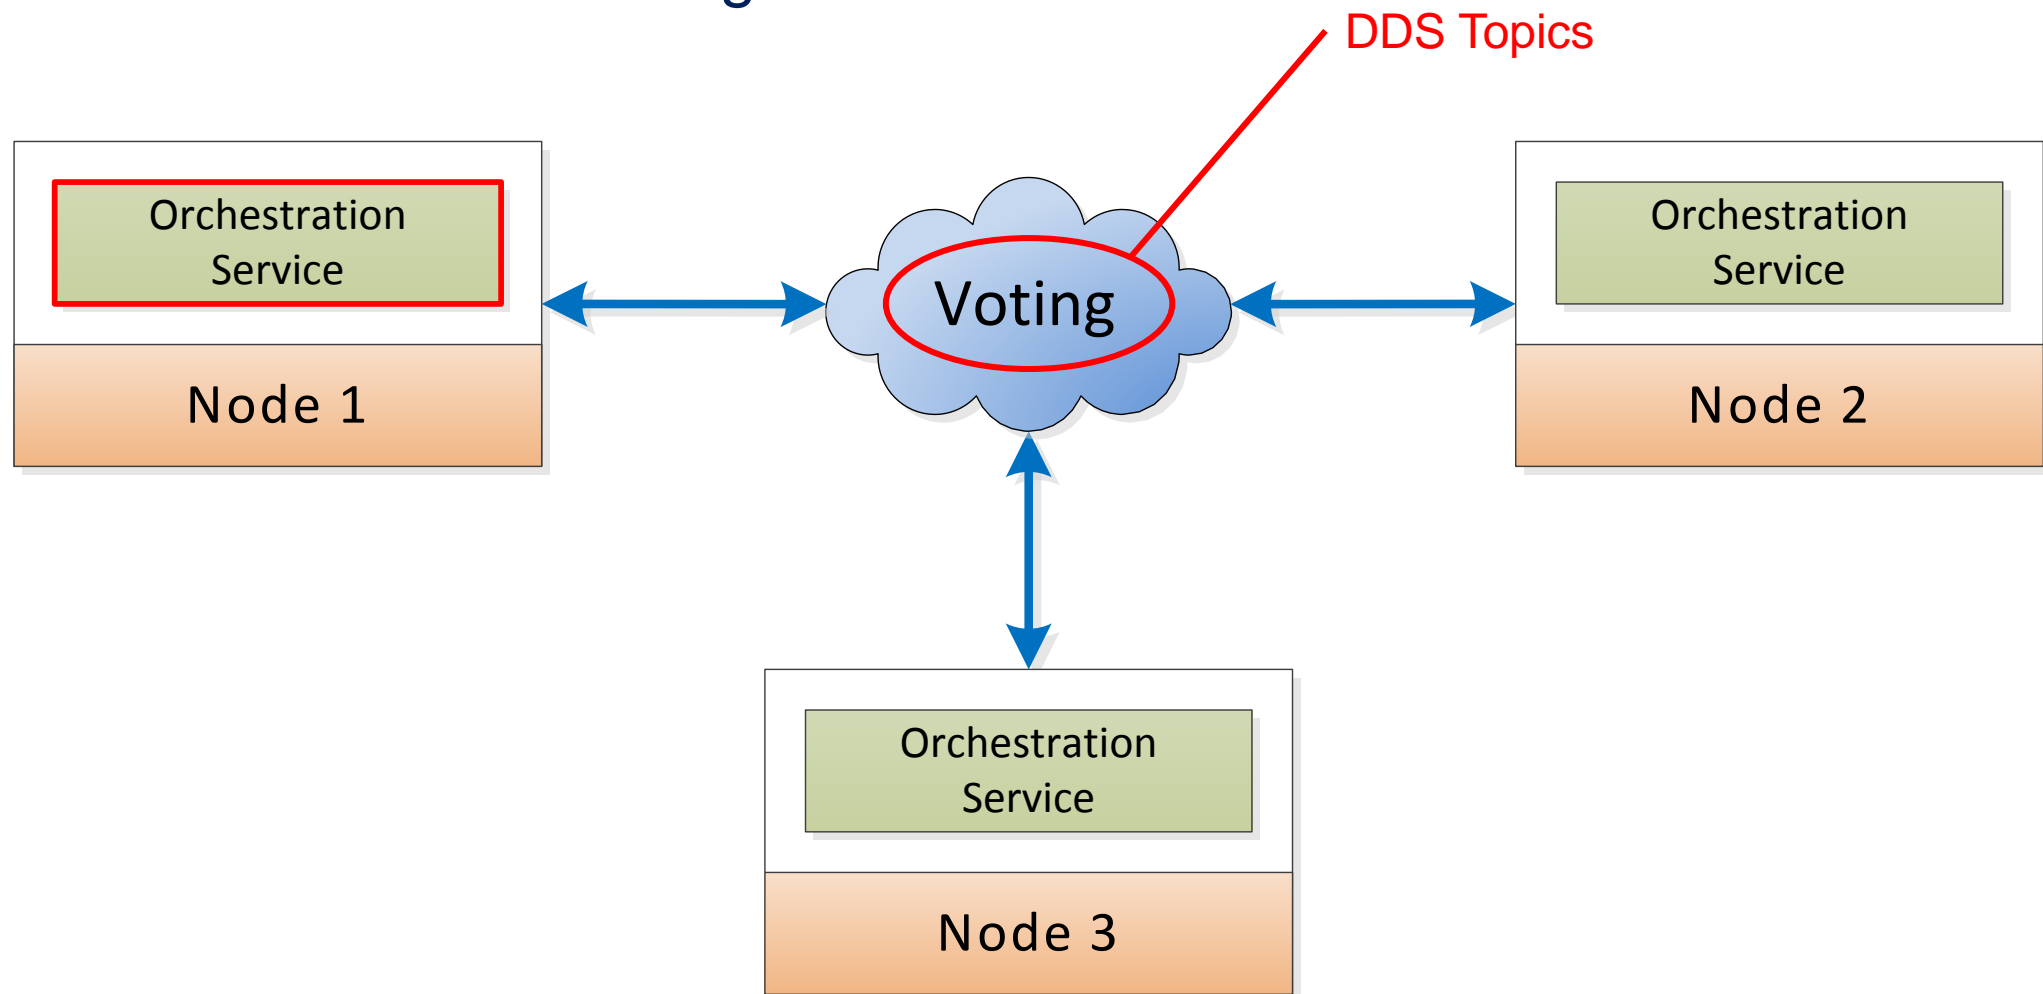 DDS Topics
Orchestration
Service
Node 1
Voting
Orchestration
Service
Node 2
Orchestration
Service
Node 3